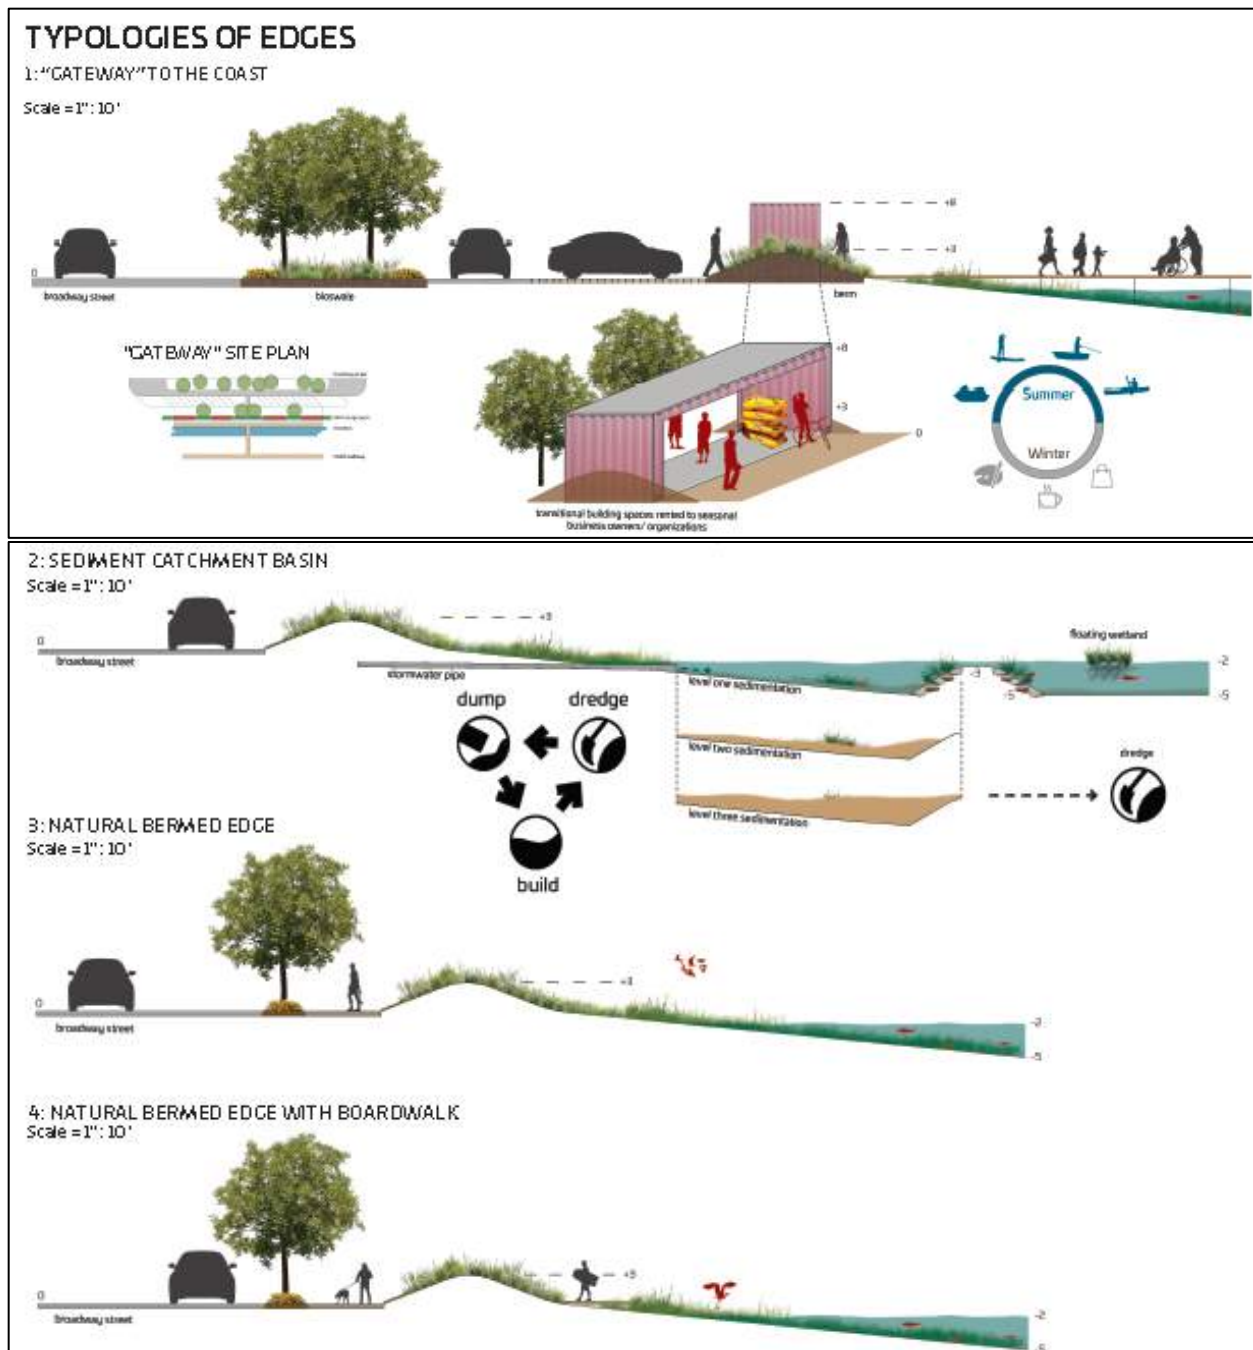 TYPOLOGIES OF EDGES
1: "GATEWAY" TO THE COAST
Scale = 1" : 10'
+8
+3
0
broadway street
bioswale
berm
"GATEWAY" SITE PLAN
+8
+3
0
Summer
Winter
transitional building spaces rented to seasonal
business owners/ organizations
2: SEDIMENT CATCHMENT BASIN
Scale = 1" : 10'
+3
floating wetland
0
broadway street
stormwater pipe
level one sedimentation
-3
-5
-2
-5
dump
dredge
level two sedimentation
dredge
level three sedimentation
build
3: NATURAL BERMED EDGE
Scale = 1" : 10'
+3
0
broadway street
-2
-5
4: NATURAL BERMED EDGE WITH BOARDWALK
Scale = 1" : 10'
+3
0
broadway street
-2
-5